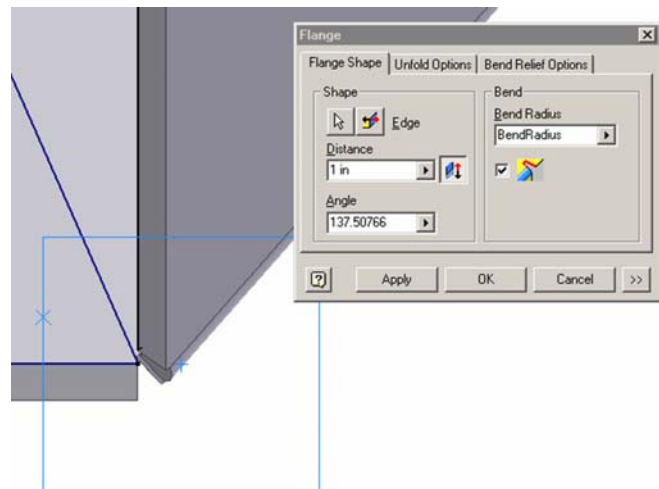 Flange
Flange Shape Unfold Options Bend Relief Options
Shape
Edge
Distance
1 in
Angle
137.50766
Bend
Bend Radius
BendRadius
? Apply OK Cancel >>